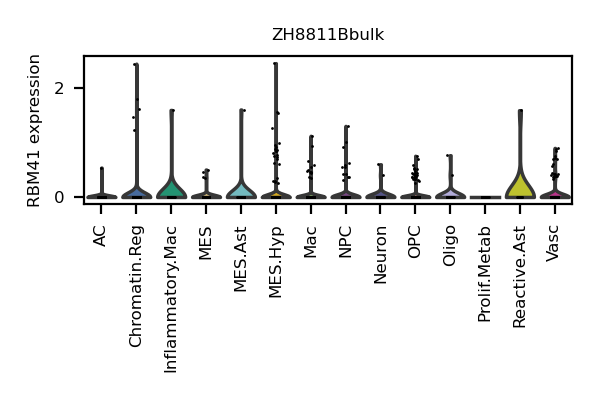 ZH8811Bbulk
RBM41 expression
2
0
AC
Chromatin.Reg
Inflammatory.Mac
MES
MES.Ast
MES.Hyp
Mac
NPC
Neuron
OPC
Oligo
Prolif.Metab
Reactive.Ast
Vasc